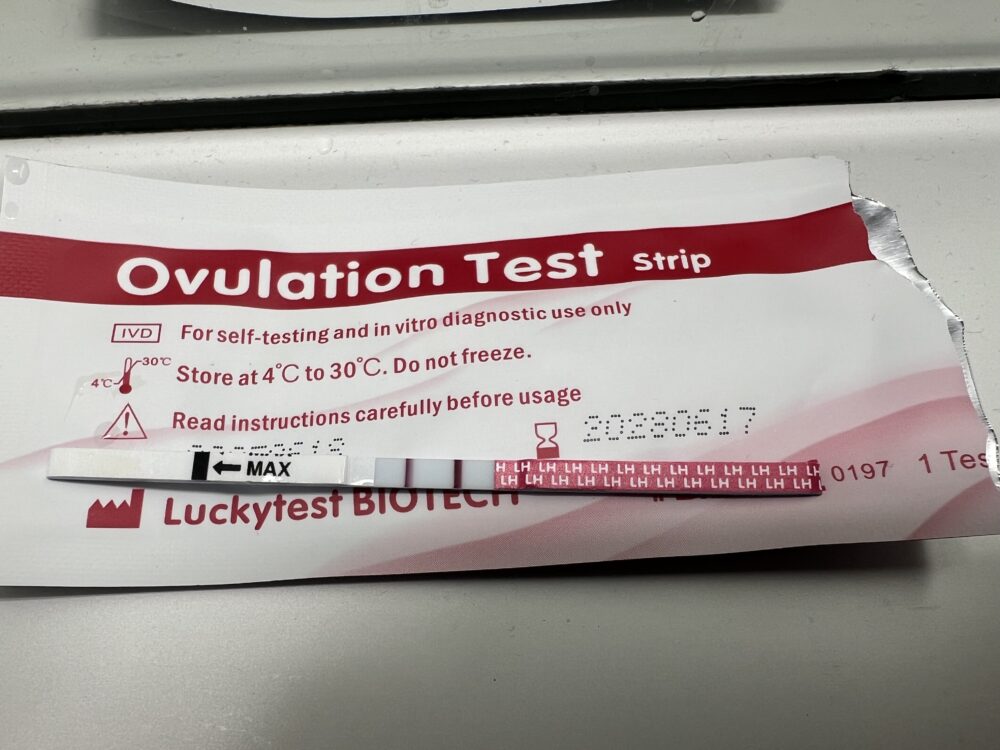 Ovulation Test Strip
IVD For self-testing and in vitro diagnostic use only
4℃ 30℃ Store at 4℃ to 30℃. Do not freeze.
Read instructions carefully before usage
20280617
MAX
H LH LH LH LH LH LH LH LH LH LH LH LH
LH LH LH LH LH LH LH LH LH LH LH LH
0197 1 Tes
Luckytest BIOTECH